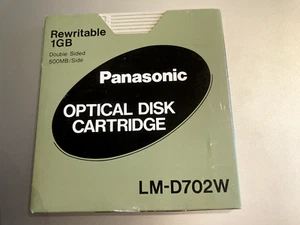 Rewritable
1GB
Double Sided
500MB/Side
Panasonic
OPTICAL DISK
CARTRIDGE
LM-D702W